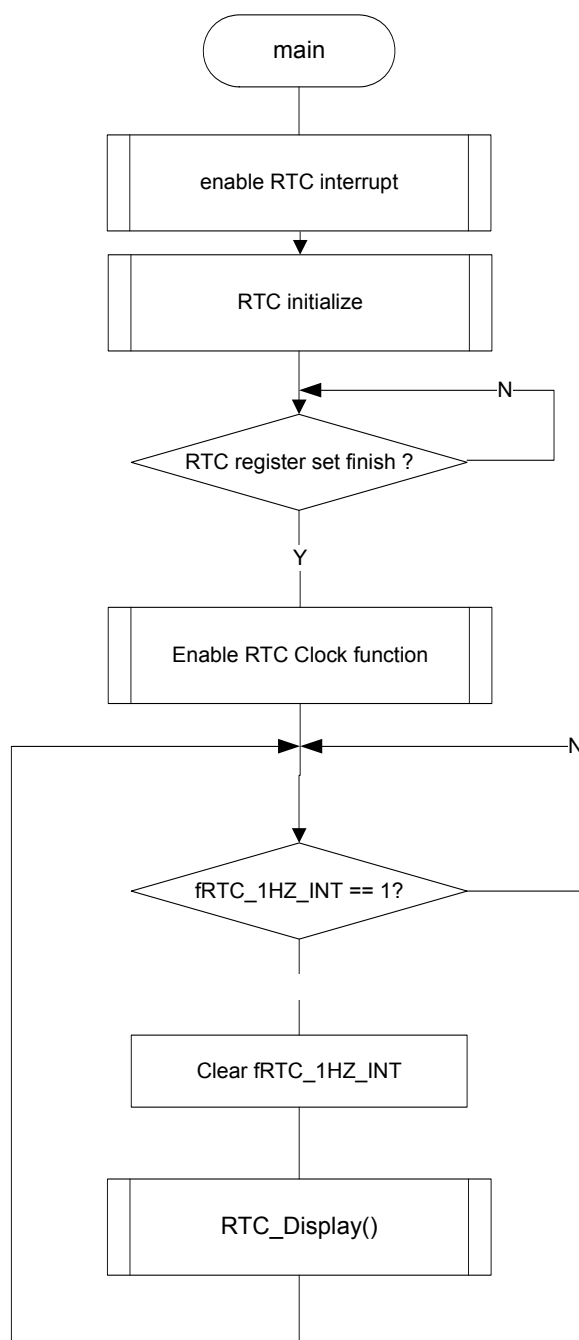 main
enable RTC interrupt
RTC initialize
N
RTC register set finish ?
Y
Enable RTC Clock function
N
fRTC_1HZ_INT == 1?
Clear fRTC_1HZ_INT
RTC_Display()